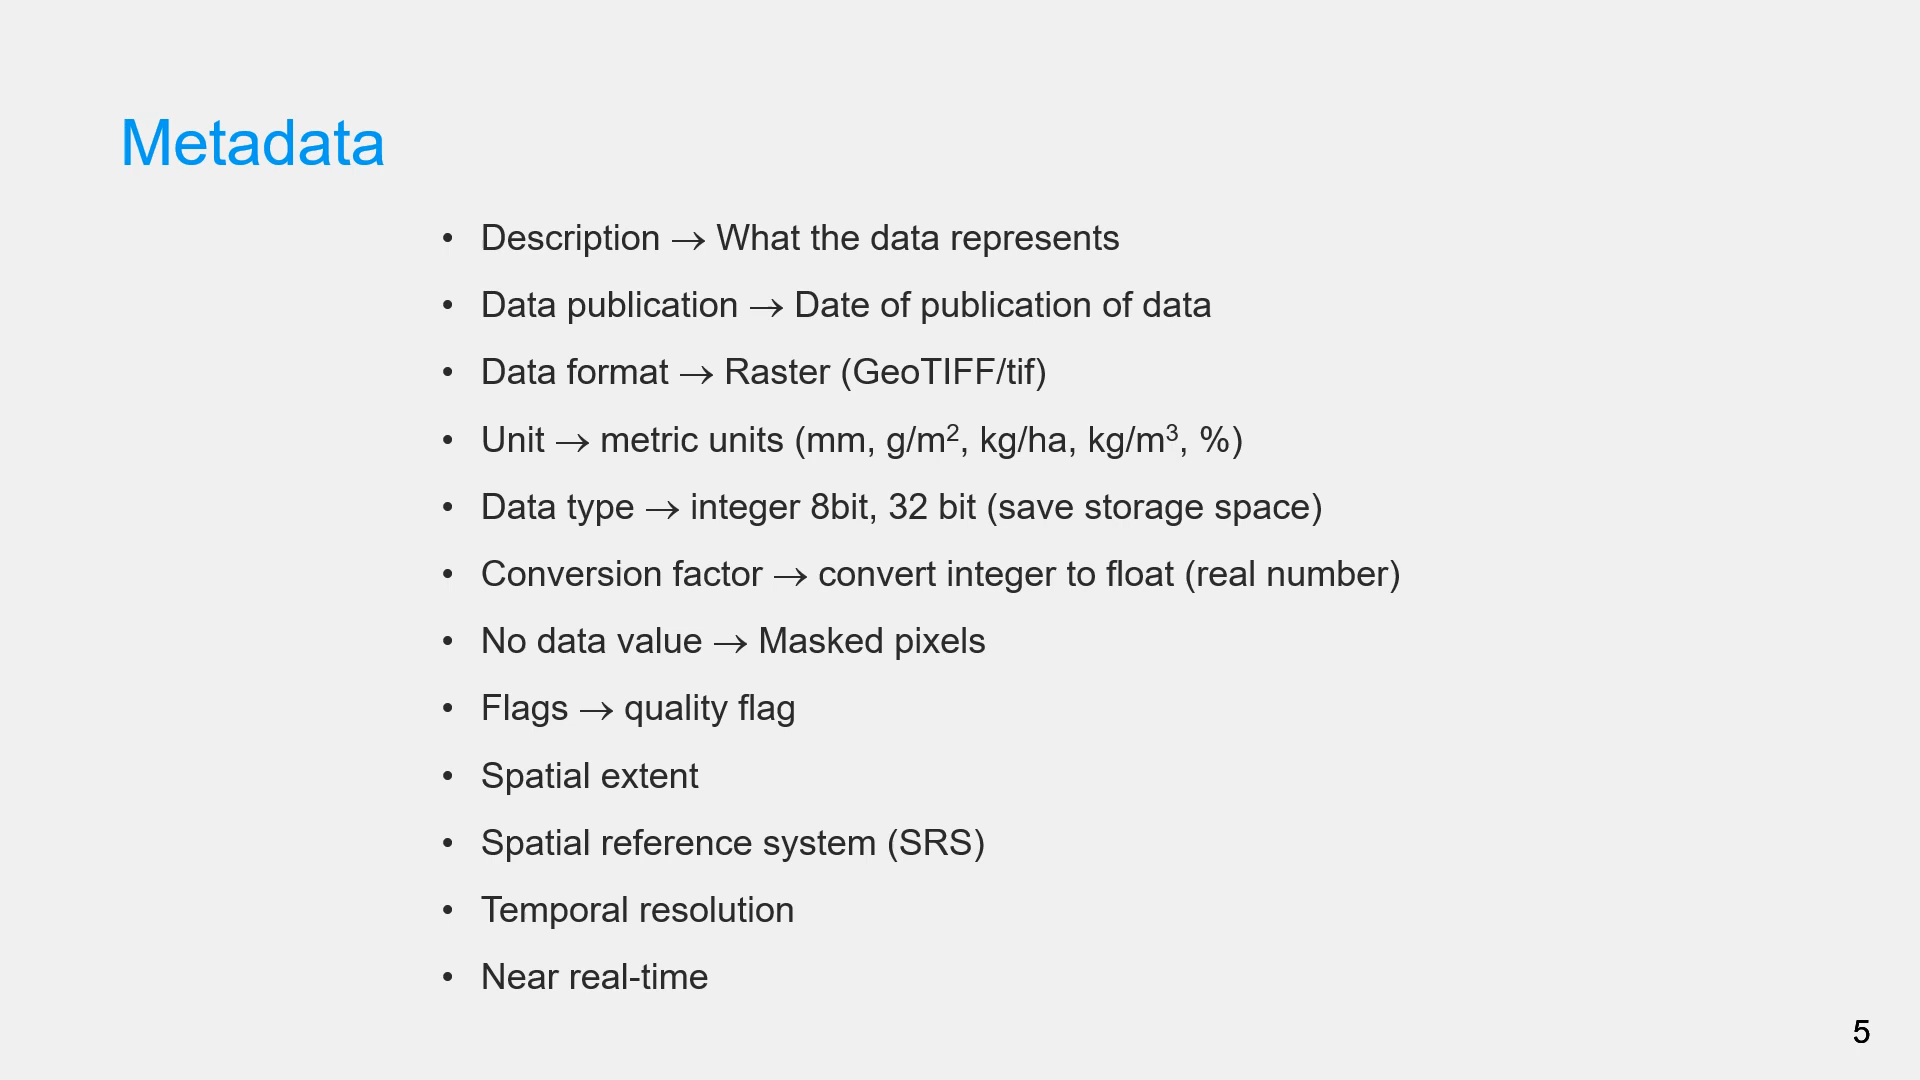 Metadata
• Description → What the data represents
• Data publication → Date of publication of data
• Data format → Raster (GeoTIFF/tif)
• Unit → metric units (mm, g/m², kg/ha, kg/m³, %)
• Data type → integer 8bit, 32 bit (save storage space)
• Conversion factor → convert integer to float (real number)
• No data value → Masked pixels
• Flags → quality flag
• Spatial extent
• Spatial reference system (SRS)
• Temporal resolution
• Near real-time
5